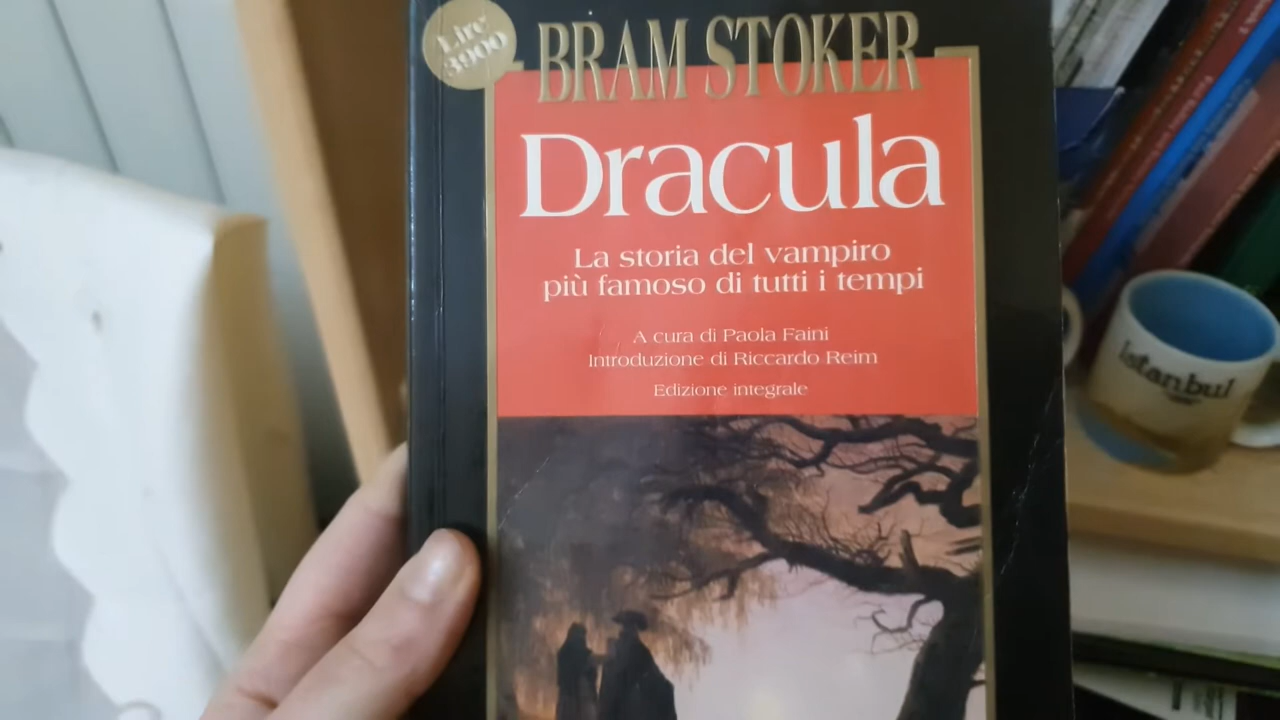 Lire
3900
BRAM STOKER
Dracula
La storia del vampiro
più famoso di tutti i tempi
A cura di Paola Faini
Introduzione di Riccardo Reim
Edizione integrale
istanbul